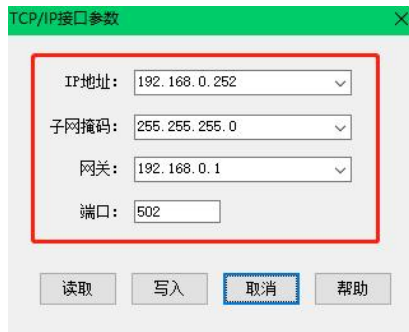 TCP/IP接口参数
IP地址： 192.168.0.252
子网掩码： 255.255.255.0
网关： 192.168.0.1
端口： 502
读取 写入 取消 帮助